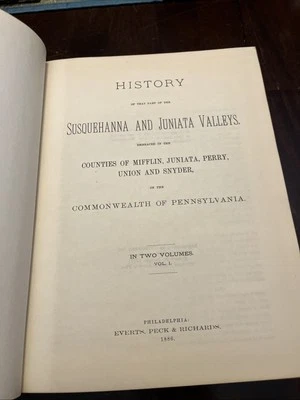 HISTORY
OF THAT PART OF THE
SUSQUEHANNA AND JUNIATA VALLEYS,
EMBRACED IN THE
COUNTIES OF MIFFLIN, JUNIATA, PERRY,
UNION AND SNYDER,
IN THE
COMMONWEALTH OF PENNSYLVANIA.
IN TWO VOLUMES.
VOL. I.
PHILADELPHIA:
EVERTS, PECK & RICHARDS.
1886.